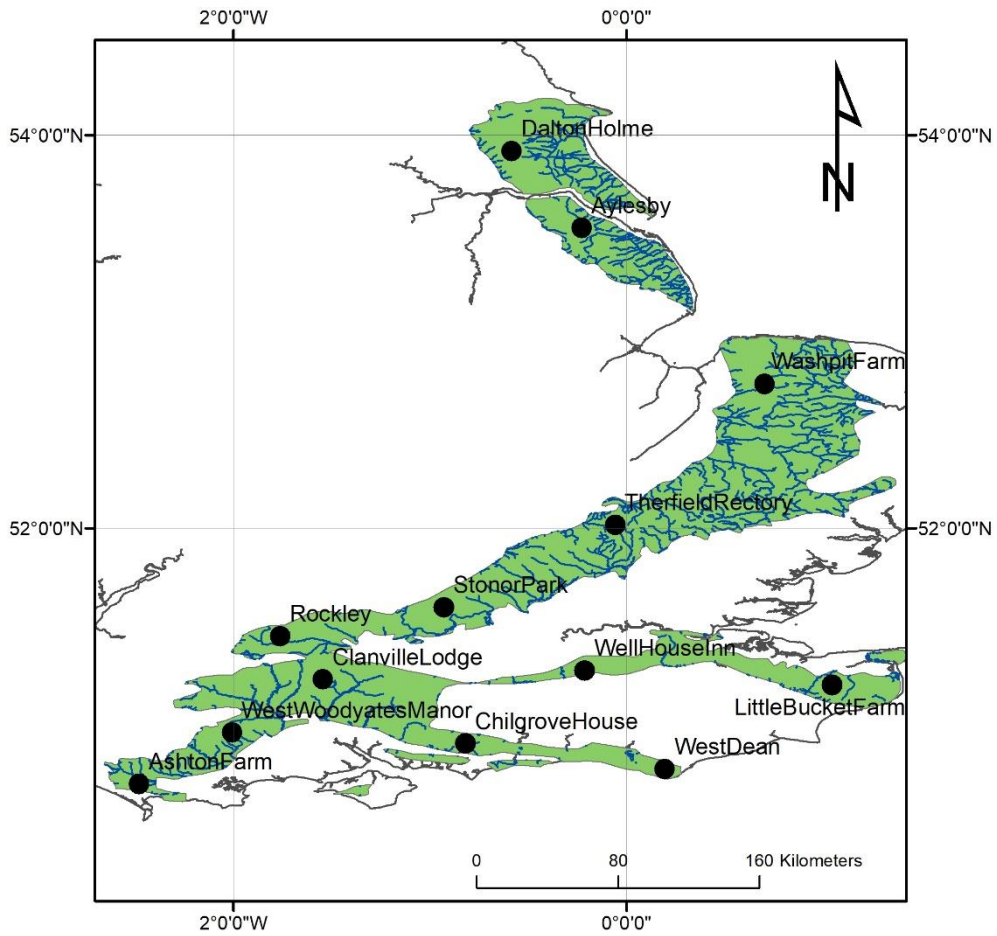 2°0'0"W 0°0'0"
54°0'0"N 54°0'0"N
N
DaltonHolme
Aylesby
WashpitFarm
52°0'0"N 52°0'0"N
TherfieldRectory
StonorPark
Rockley
WellHouseInn
ClanvilleLodge
LittleBucketFarm
WestWoodyatesManor
ChilgroveHouse
WestDean
AshtonFarm
0 80 160 Kilometers
2°0'0"W 0°0'0"